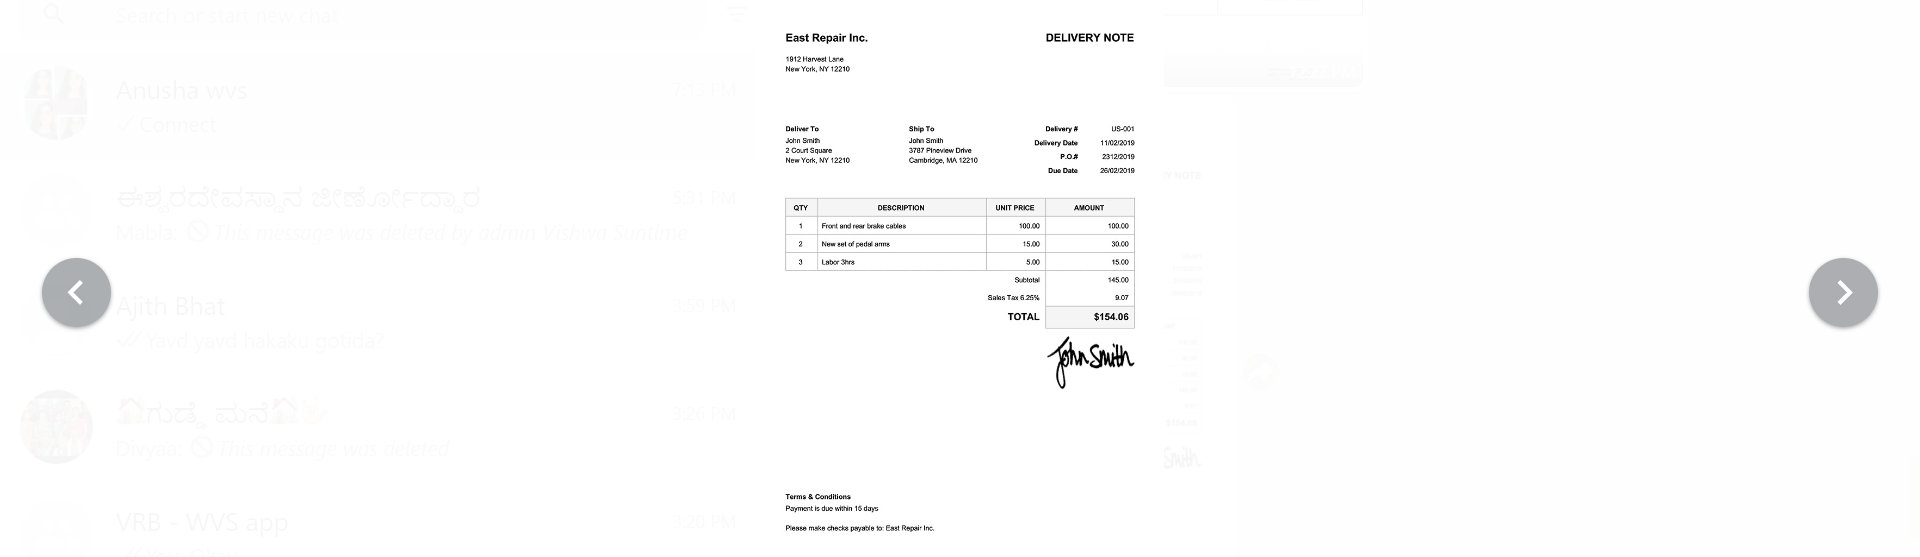 Search or start new chat
Anusha wvs
7:15 PM
Connect
ಈಶ್ವರದೇವಸ್ಥಾನ ಜೀರ್ಣೋದ್ಧಾರ
5:31 PM
Mabla: This message was deleted by admin Vishwa Suntime
Ajith Bhat
3:59 PM
Yavd yavd hakaku gotida?
ಗುಡ್ಡೆ ಮನೆ
3:26 PM
Divyaa: This message was deleted
VRB - WVS app
3:20 PM
You: Okay
East Repair Inc.
DELIVERY NOTE
1912 Harvest Lane
New York, NY 12210
Deliver To
John Smith
2 Court Square
New York, NY 12210
Ship To
John Smith
3787 Pineview Drive
Cambridge, MA 12210
Delivery # US-001
Delivery Date 11/02/2019
P.O.# 2312/2019
Due Date 26/02/2019
QTY DESCRIPTION UNIT PRICE AMOUNT
1 Front and rear brake cables 100.00 100.00
2 New set of pedal arms 15.00 30.00
3 Labor 3hrs 5.00 15.00
Subtotal 145.00
Sales Tax 6.25% 9.07
TOTAL $154.06
John Smith
Terms & Conditions
Payment is due within 15 days
Please make checks payable to: East Repair Inc.
Y NOTE
$154.06
Smith